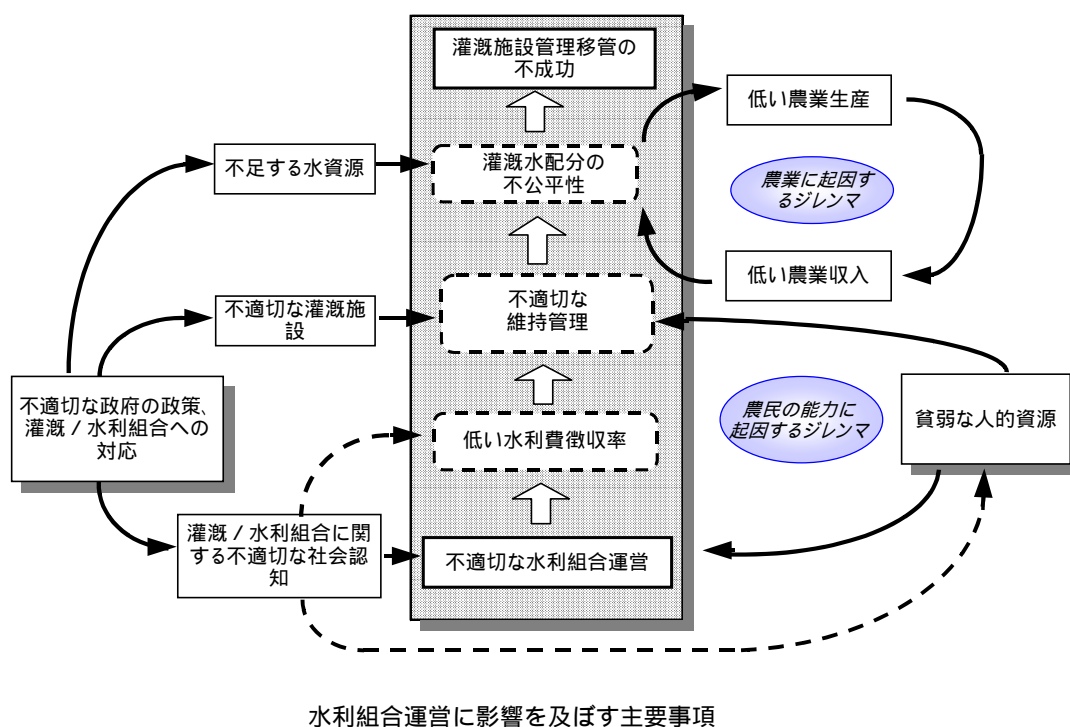 灌漑施設管理移管の
不成功
低い農業生産
不足する水資源
灌漑水配分の
不公平性
農業に起因す
るジレンマ
低い農業収入
不適切な灌漑施
設
不適切な
維持管理
不適切な政府の政策、
灌漑/水利組合への
対応
低い水利費徴収率
農民の能力に
起因するジレンマ
貧弱な人的資源
灌漑/水利組合に関
する不適切な社会認
知
不適切な水利組合運営
水利組合運営に影響を及ぼす主要事項